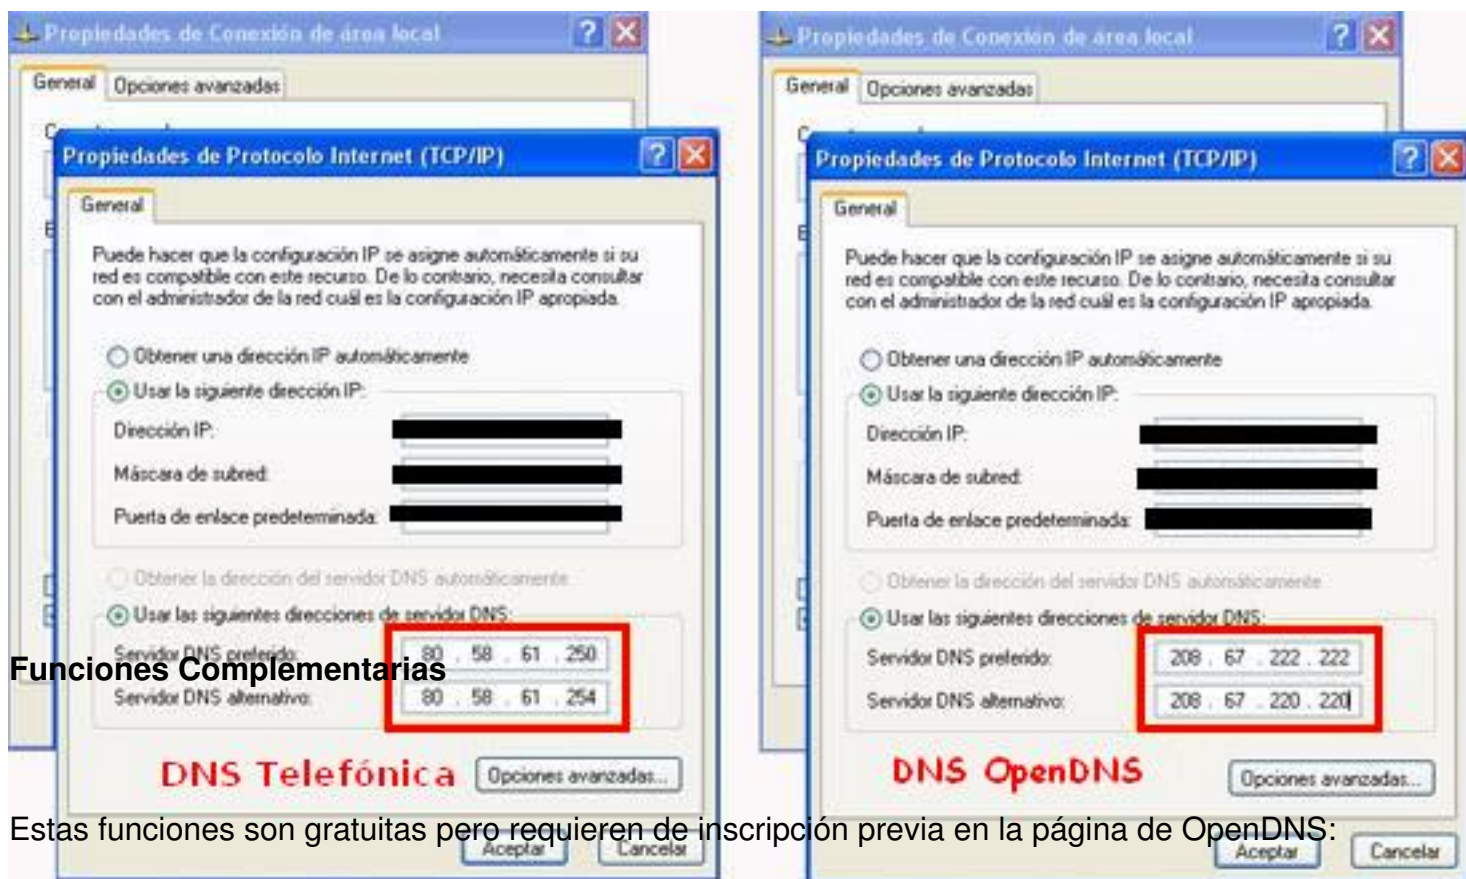 Propiedades de Conexión de área local
General
Opciones avanzadas
Propiedades de Protocolo Internet (TCP/IP)
General
Puede hacer que la configuración IP se asigne automáticamente si su
red es compatible con este recurso. De lo contrario, necesita consultar
con el administrador de la red cuál es la configuración IP apropiada.
Obtener una dirección IP automáticamente
Usar la siguiente dirección IP:
Dirección IP:
Máscara de subred:
Puerta de enlace predeterminada:
Obtener la dirección del servidor DNS automáticamente
Usar las siguientes direcciones de servidor DNS:
Servidor DNS preferido: 80 . 58 . 61 . 250
Servidor DNS alternativo: 80 . 58 . 61 . 254
DNS Telefónica
Opciones avanzadas...
Aceptar
Cancelar
Propiedades de Conexión de área local
General
Opciones avanzadas
Propiedades de Protocolo Internet (TCP/IP)
General
Puede hacer que la configuración IP se asigne automáticamente si su
red es compatible con este recurso. De lo contrario, necesita consultar
con el administrador de la red cuál es la configuración IP apropiada.
Obtener una dirección IP automáticamente
Usar la siguiente dirección IP:
Dirección IP:
Máscara de subred:
Puerta de enlace predeterminada:
Obtener la dirección del servidor DNS automáticamente
Usar las siguientes direcciones de servidor DNS:
Servidor DNS preferido: 208 . 67 . 222 . 222
Servidor DNS alternativo: 208 . 67 . 220 . 220
DNS OpenDNS
Opciones avanzadas...
Aceptar
Cancelar
Funciones Complementarias
Estas funciones son gratuitas pero requieren de inscripción previa en la página de OpenDNS: